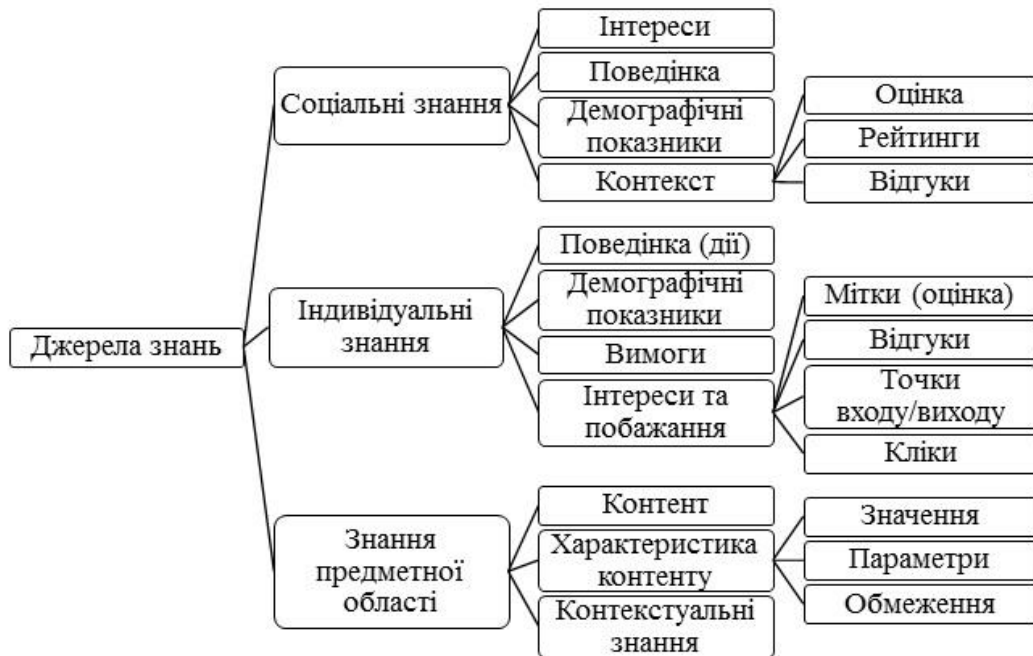 Джерела знань
Соціальні знання
Інтереси
Поведінка
Демографічні
показники
Контекст
Оцінка
Рейтинги
Відгуки
Індивідуальні
знання
Поведінка (дії)
Демографічні
показники
Вимоги
Інтереси та
побажання
Мітки (оцінка)
Відгуки
Точки
входу/виходу
Кліки
Знання
предметної
області
Контент
Характеристика
контенту
Контекстуальні
знання
Значення
Параметри
Обмеження